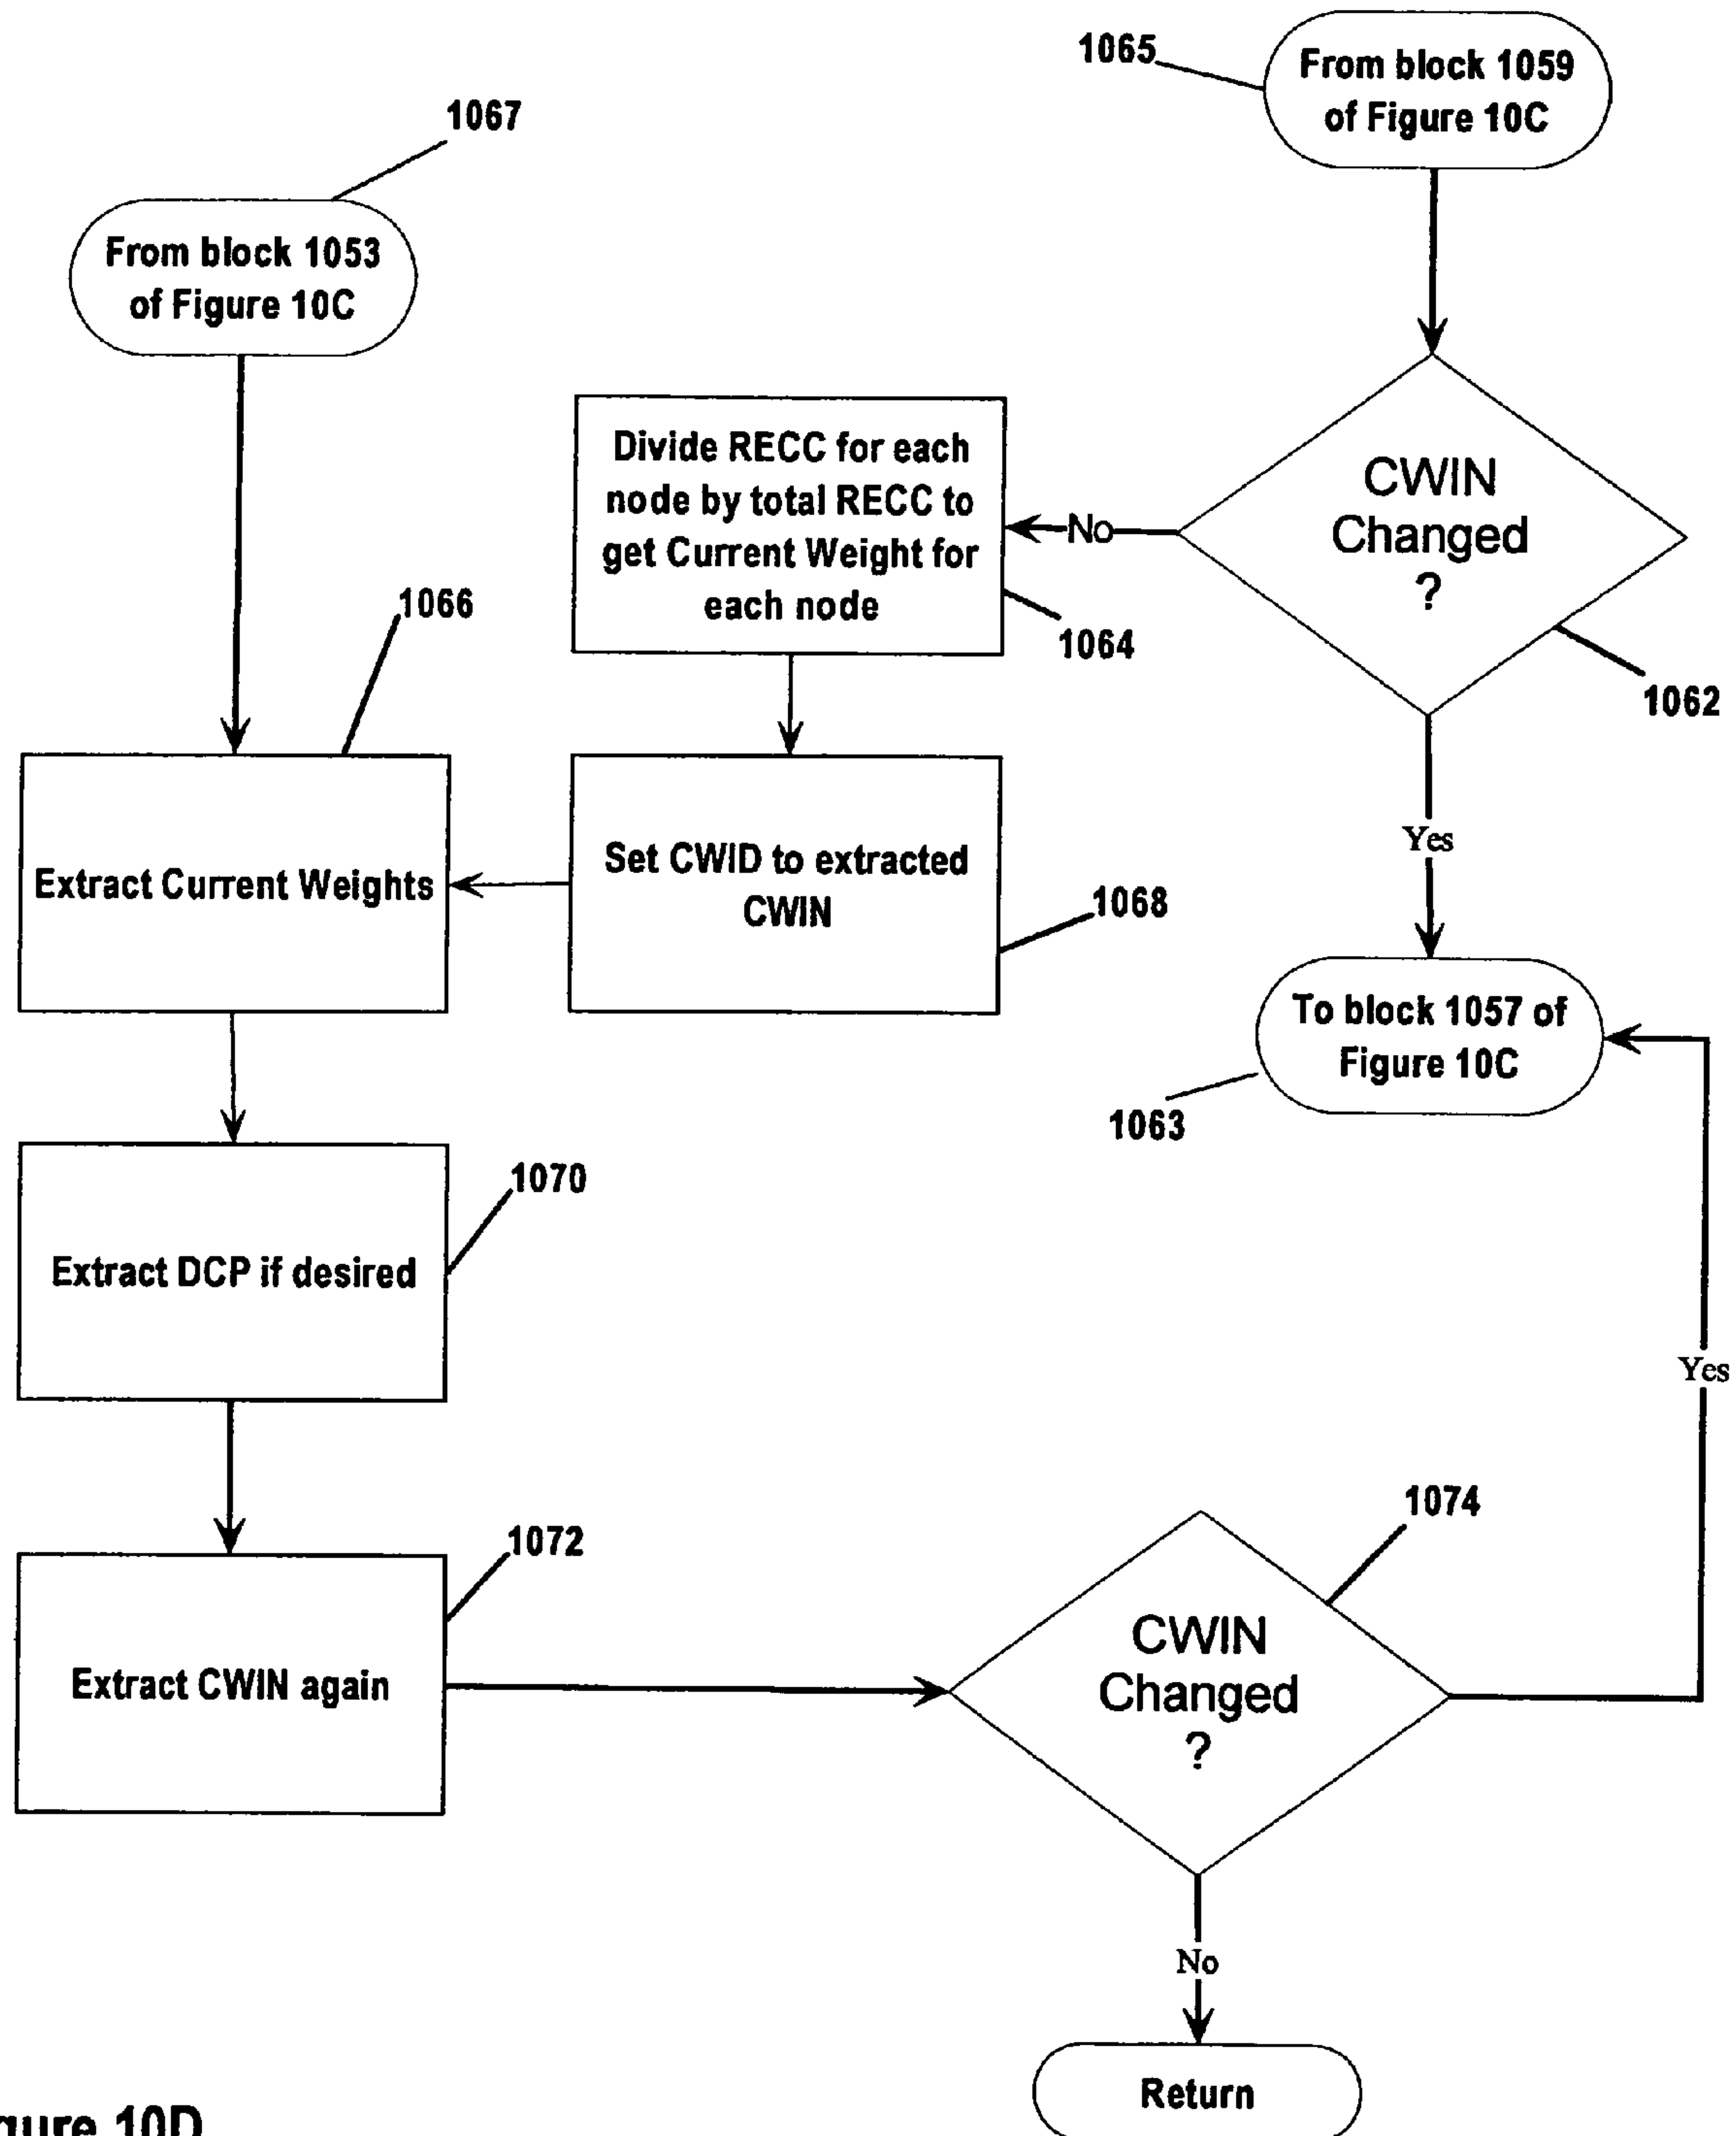 1065
From block 1059
of Figure 10C
1067
From block 1053
of Figure 10C
Divide RECC for each
node by total RECC to
get Current Weight for
each node
No
CWIN
Changed
?
1066
1064
1062
Yes
Extract Current Weights
Set CWID to extracted
CWIN
1068
To block 1057 of
Figure 10C
1063
1070
Extract DCP if desired
Yes
1074
1072
CWIN
Changed
?
Extract CWIN again
No
Return
gure 10D